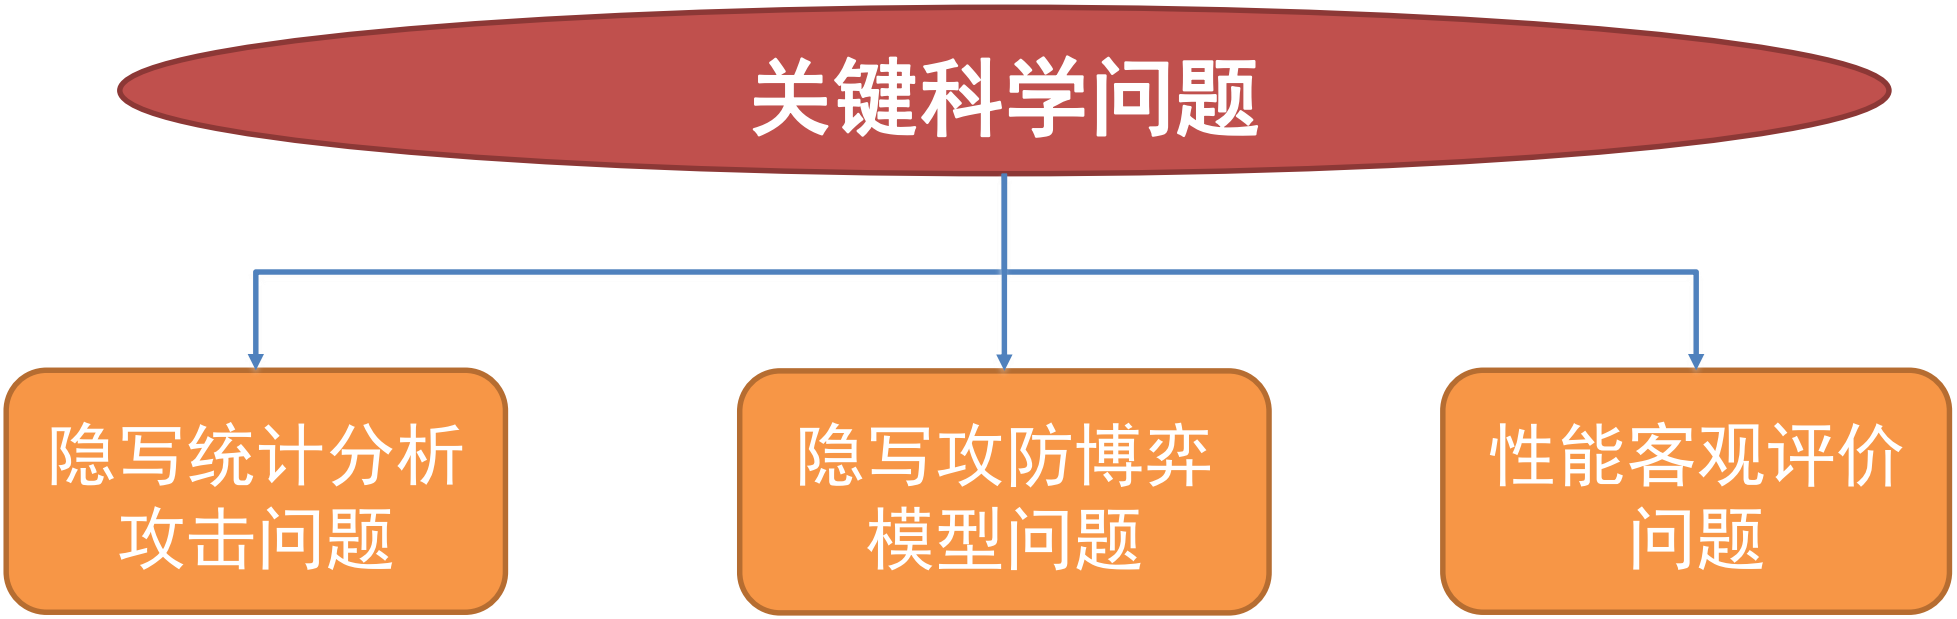 关键科学问题
隐写统计分析
攻击问题
隐写攻防博弈
模型问题
性能客观评价
问题